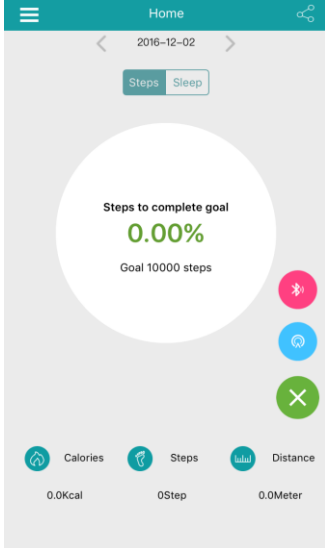 Home
2016-12-02
Steps Sleep
Steps to complete goal
0.00%
Goal 10000 steps
Calories Steps Distance
0.0Kcal 0Step 0.0Meter